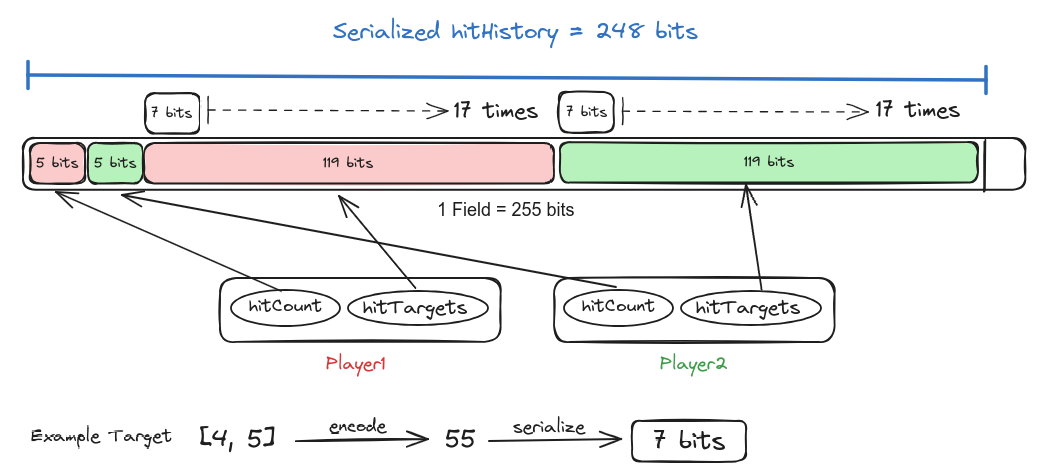 Serialized hitHistory = 248 bits
7 bits 17 times 7 bits 17 times
5 bits 5 bits 119 bits 119 bits
1 Field = 255 bits
hitCount hitTargets hitCount hitTargets
Player1 Player2
Example Target [4, 5] encode 55 serialize 7 bits